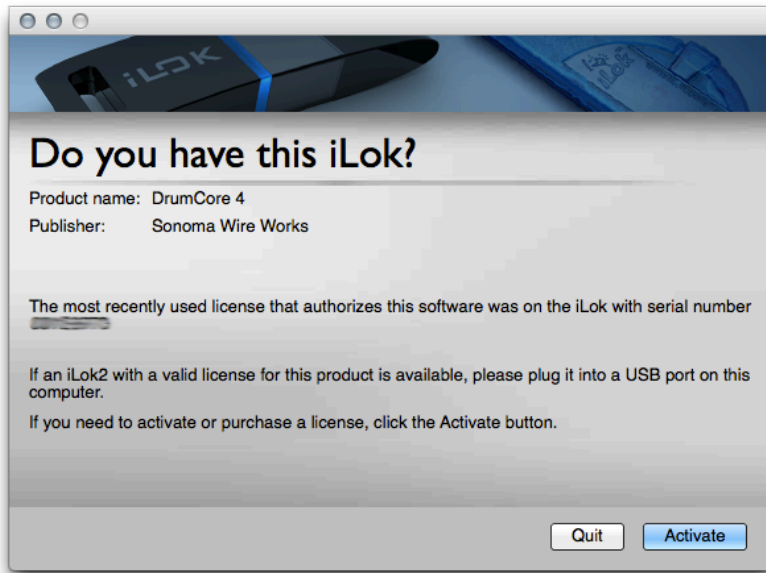 iLOK
iLok
Do you have this iLok?
Product name: DrumCore 4
Publisher: Sonoma Wire Works
The most recently used license that authorizes this software was on the iLok with serial number
If an iLok2 with a valid license for this product is available, please plug it into a USB port on this
computer.
If you need to activate or purchase a license, click the Activate button.
Quit Activate